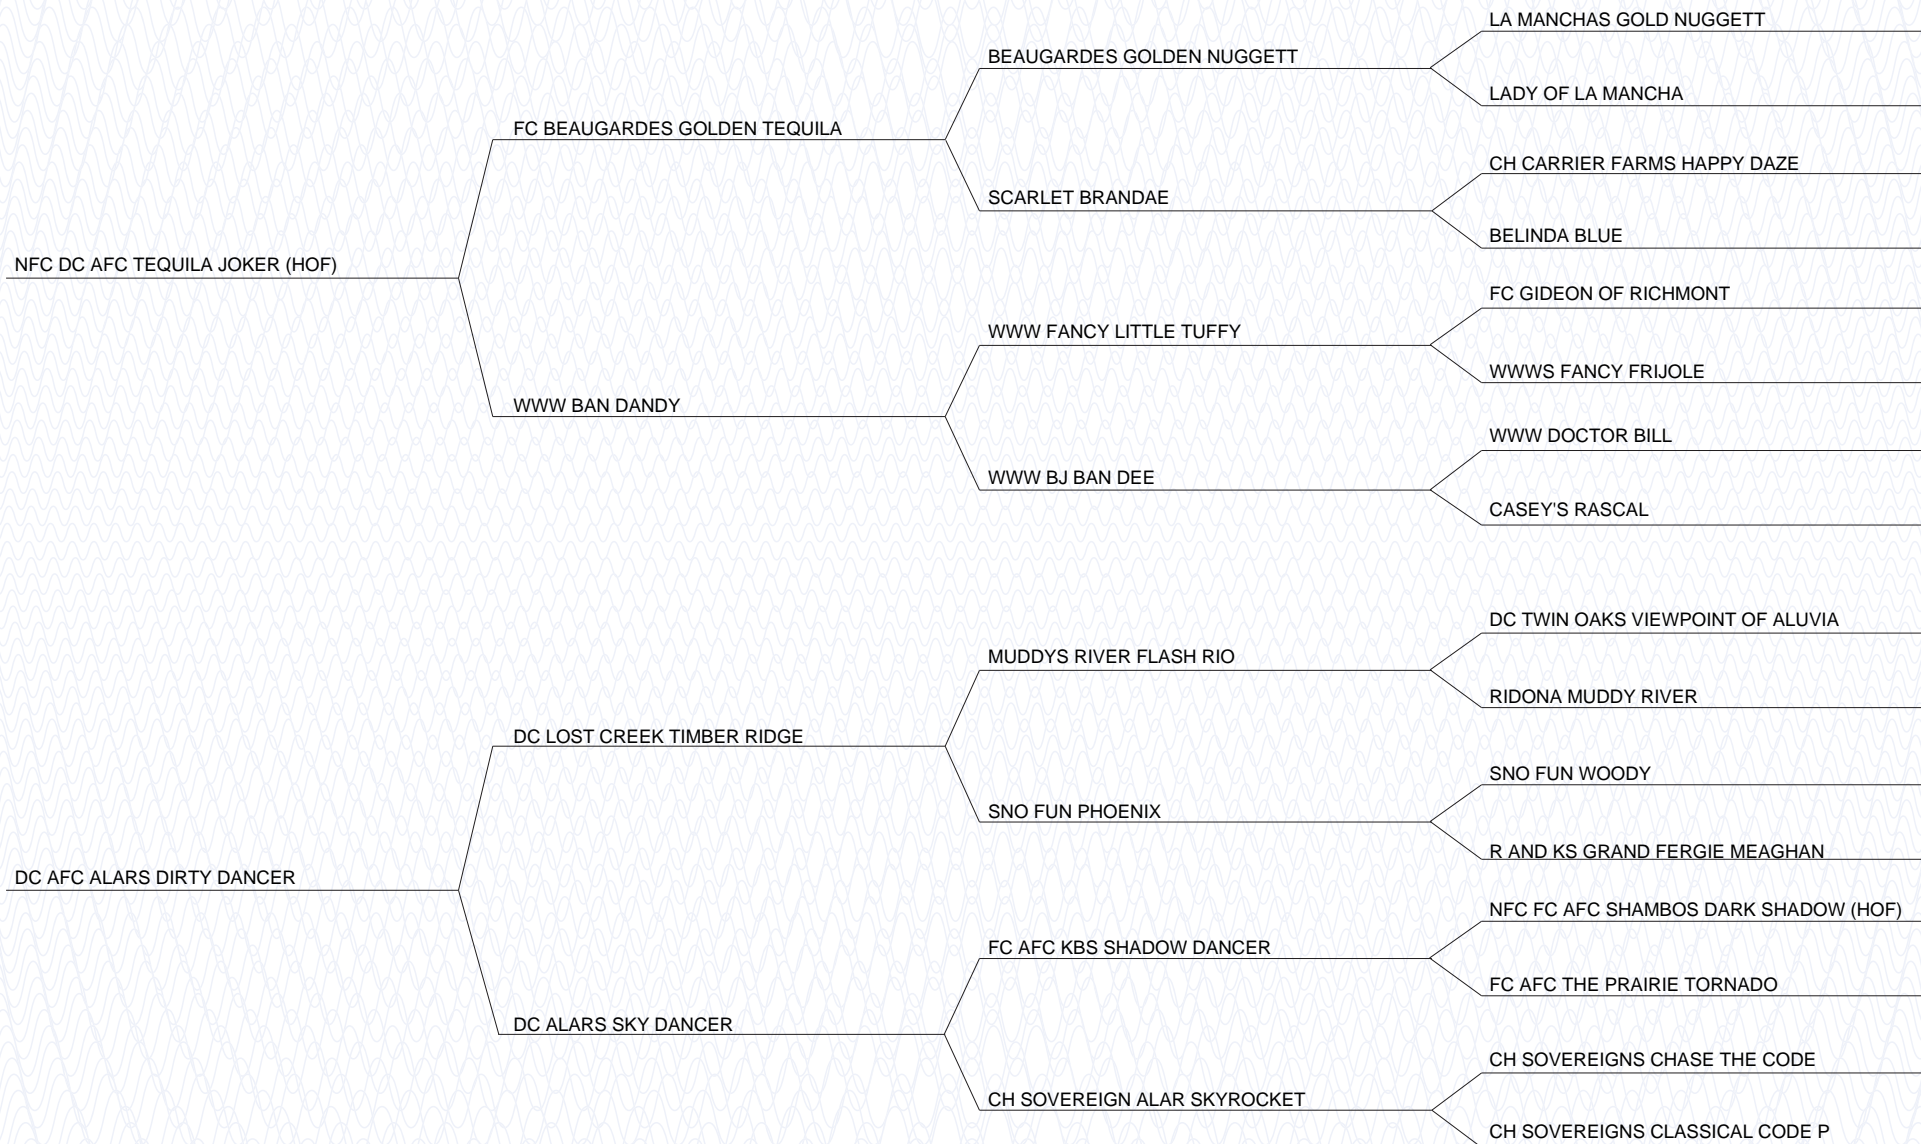 LA MANCHAS GOLD NUGGETT
BEAUGARDES GOLDEN NUGGETT
LADY OF LA MANCHA
FC BEAUGARDES GOLDEN TEQUILA
CH CARRIER FARMS HAPPY DAZE
SCARLET BRANDAE
BELINDA BLUE
NFC DC AFC TEQUILA JOKER (HOF)
FC GIDEON OF RICHMONT
WWW FANCY LITTLE TUFFY
WWWS FANCY FRIJOLE
WWW BAN DANDY
WWW DOCTOR BILL
WWW BJ BAN DEE
CASEY'S RASCAL
DC TWIN OAKS VIEWPOINT OF ALUVIA
MUDDYS RIVER FLASH RIO
RIDONA MUDDY RIVER
DC LOST CREEK TIMBER RIDGE
SNO FUN WOODY
SNO FUN PHOENIX
R AND KS GRAND FERGIE MEAGHAN
DC AFC ALARS DIRTY DANCER
NFC FC AFC SHAMBOS DARK SHADOW (HOF)
FC AFC KBS SHADOW DANCER
FC AFC THE PRAIRIE TORNADO
DC ALARS SKY DANCER
CH SOVEREIGNS CHASE THE CODE
CH SOVEREIGN ALAR SKYROCKET
CH SOVEREIGNS CLASSICAL CODE P